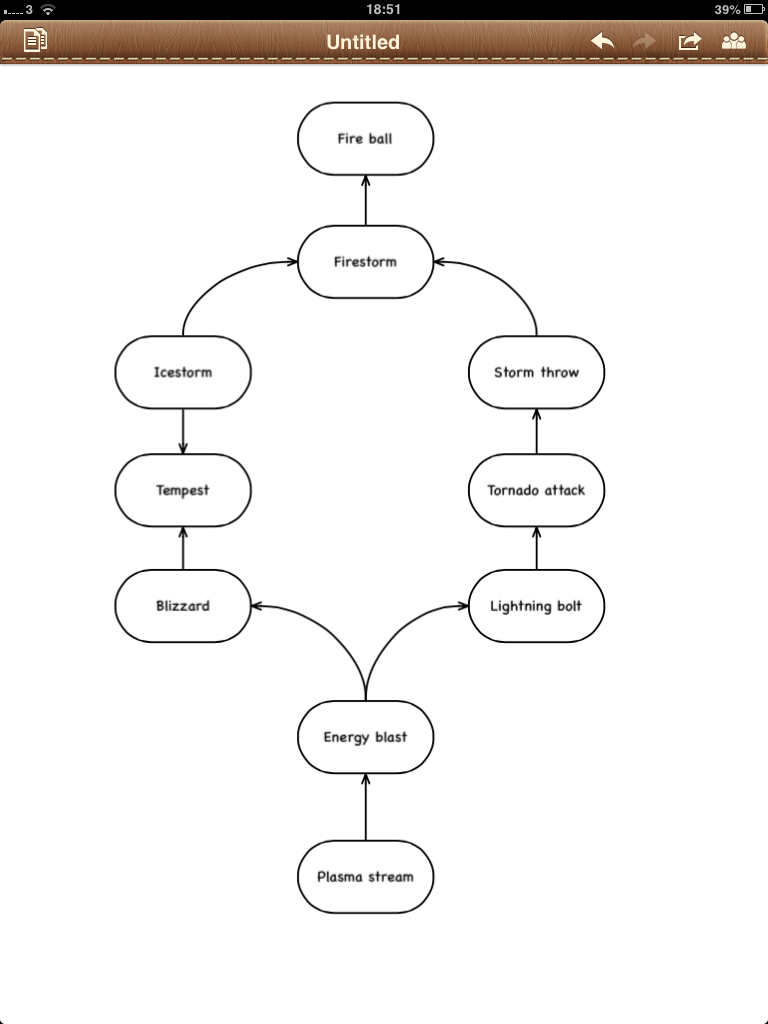 3 18:51 39%
Untitled
Fire ball
Firestorm
Icestorm
Storm throw
Tempest
Tornado attack
Blizzard
Lightning bolt
Energy blast
Plasma stream